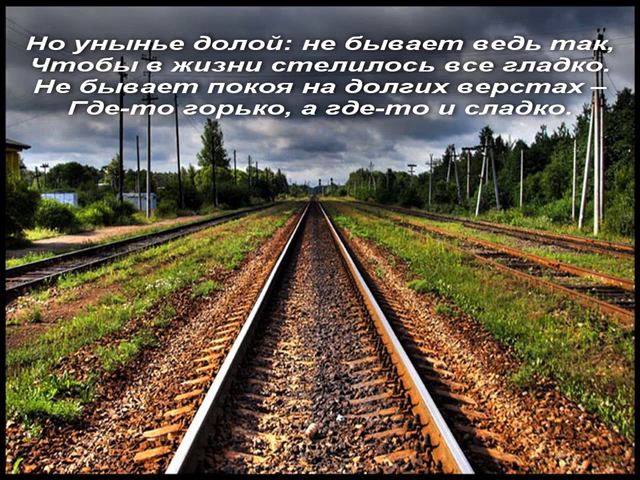 Но унынье долой: не бывает ведь так,
Чтобы в жизни стелилось все гладко.
Не бывает покоя на долгих верстах –
Где-то горько, а где-то и сладко.